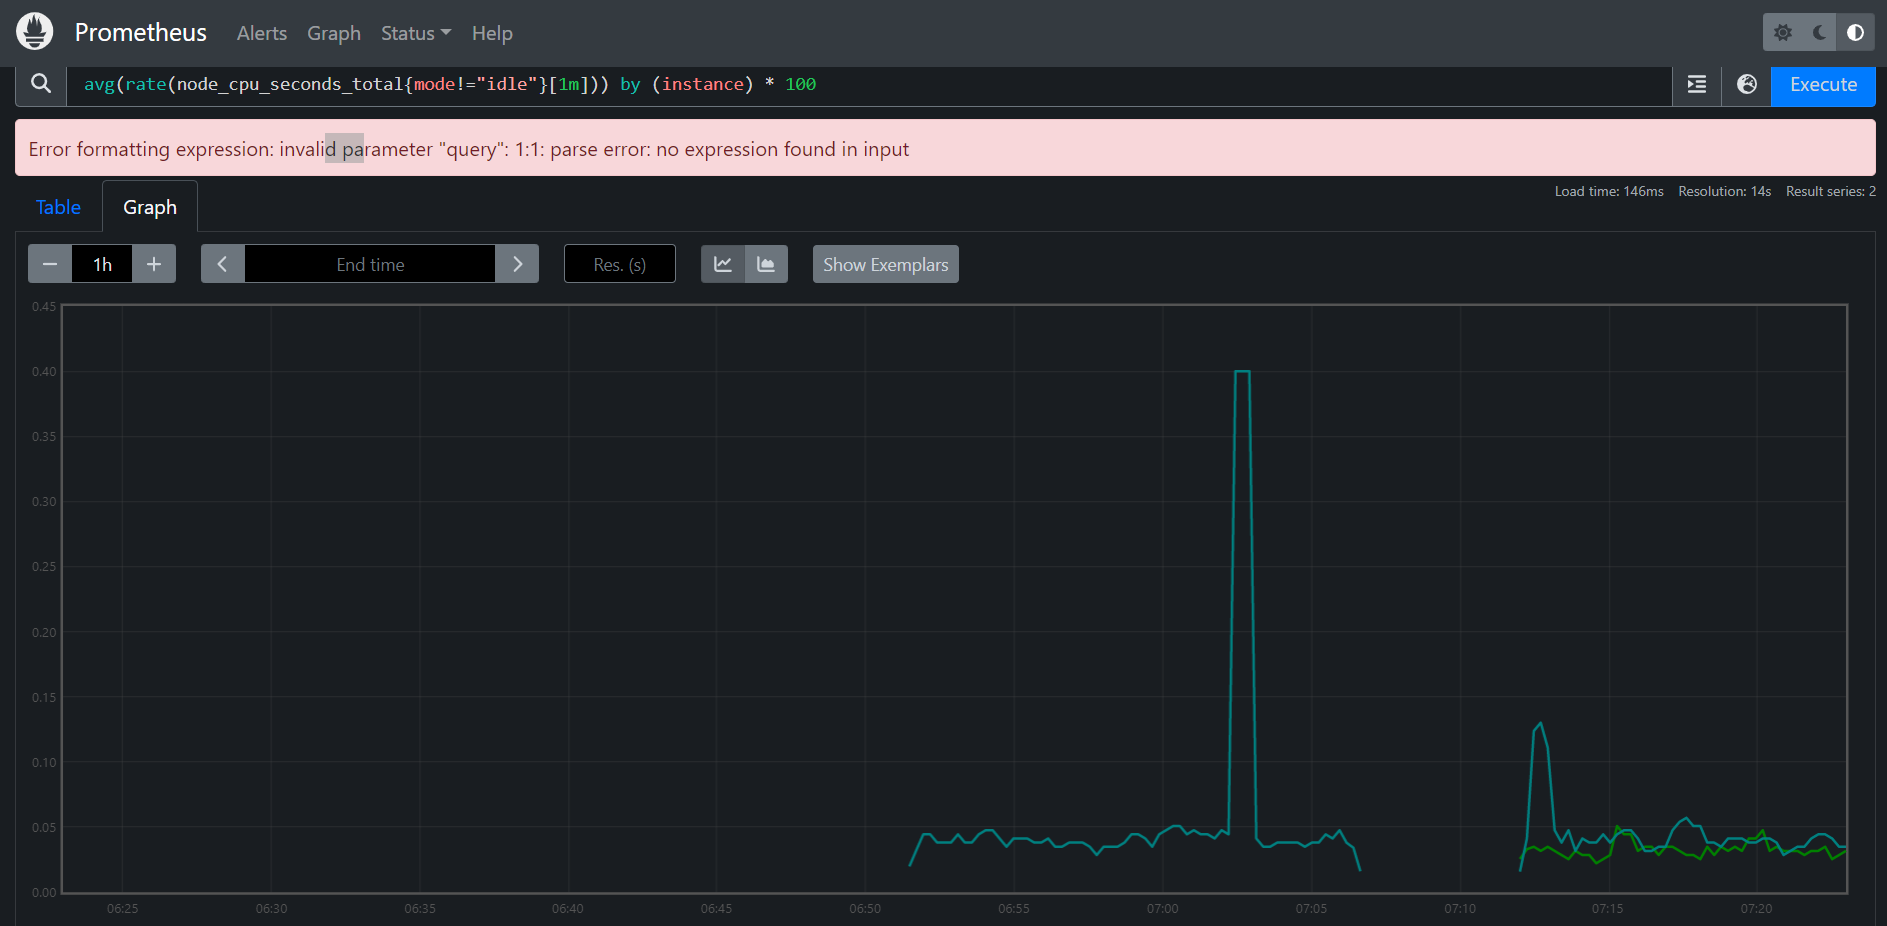 Prometheus Alerts Graph Status Help
avg(rate(node_cpu_seconds_total{mode!="idle"}[1m])) by (instance) * 100
Execute
Error formatting expression: invalid parameter "query": 1:1: parse error: no expression found in input
Load time: 146ms Resolution: 14s Result series: 2
Table Graph
1h
End time
Res. (s)
Show Exemplars
0.45
0.40
0.35
0.30
0.25
0.20
0.15
0.10
0.05
0.00
06:25 06:30 06:35 06:40 06:45 06:50 06:55 07:00 07:05 07:10 07:15 07:20